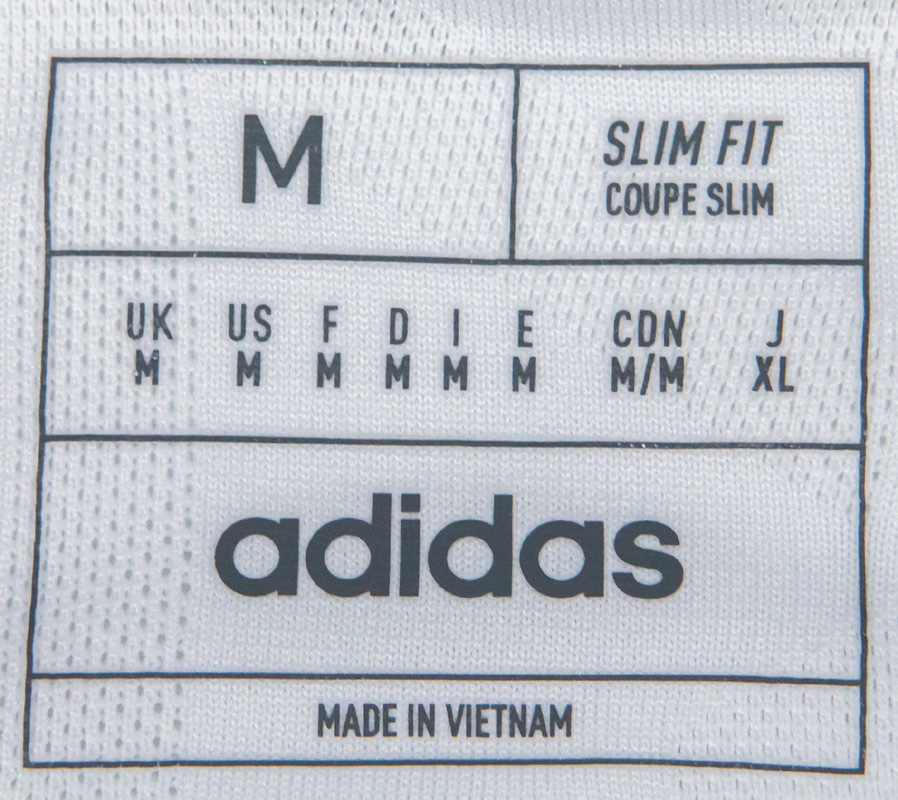 M
SLIM FIT
COUPE SLIM
UK US F D I E CDN J
M M M M M M M/M XL
adidas
MADE IN VIETNAM